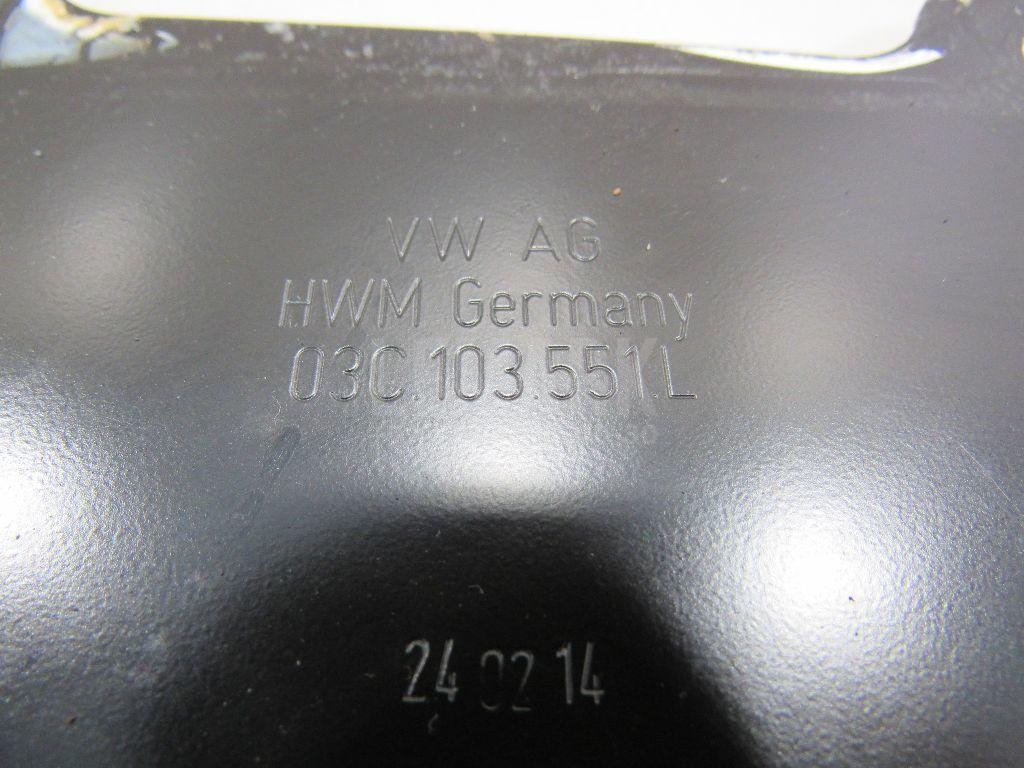 VW AG
HWM Germany
03C.103.551.L
24 02 14